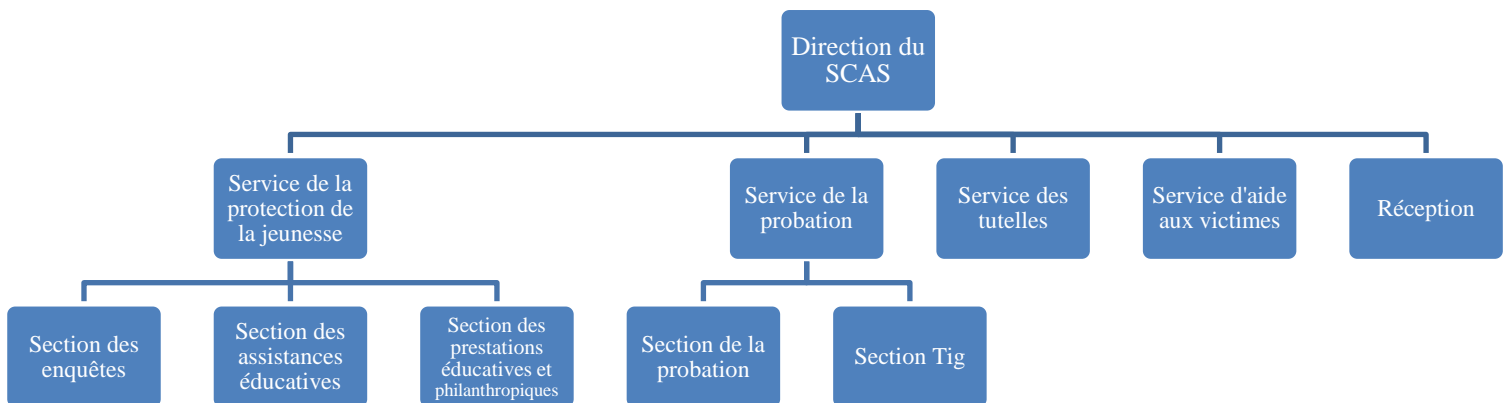 Direction du
SCAS
Service de la
protection de
la jeunesse
Service de la
probation
Service des
tutelles
Service d'aide
aux victimes
Réception
Section des
enquêtes
Section des
assistances
éducatives
Section des
prestations
éducatives et
philanthropiques
Section de la
probation
Section Tig